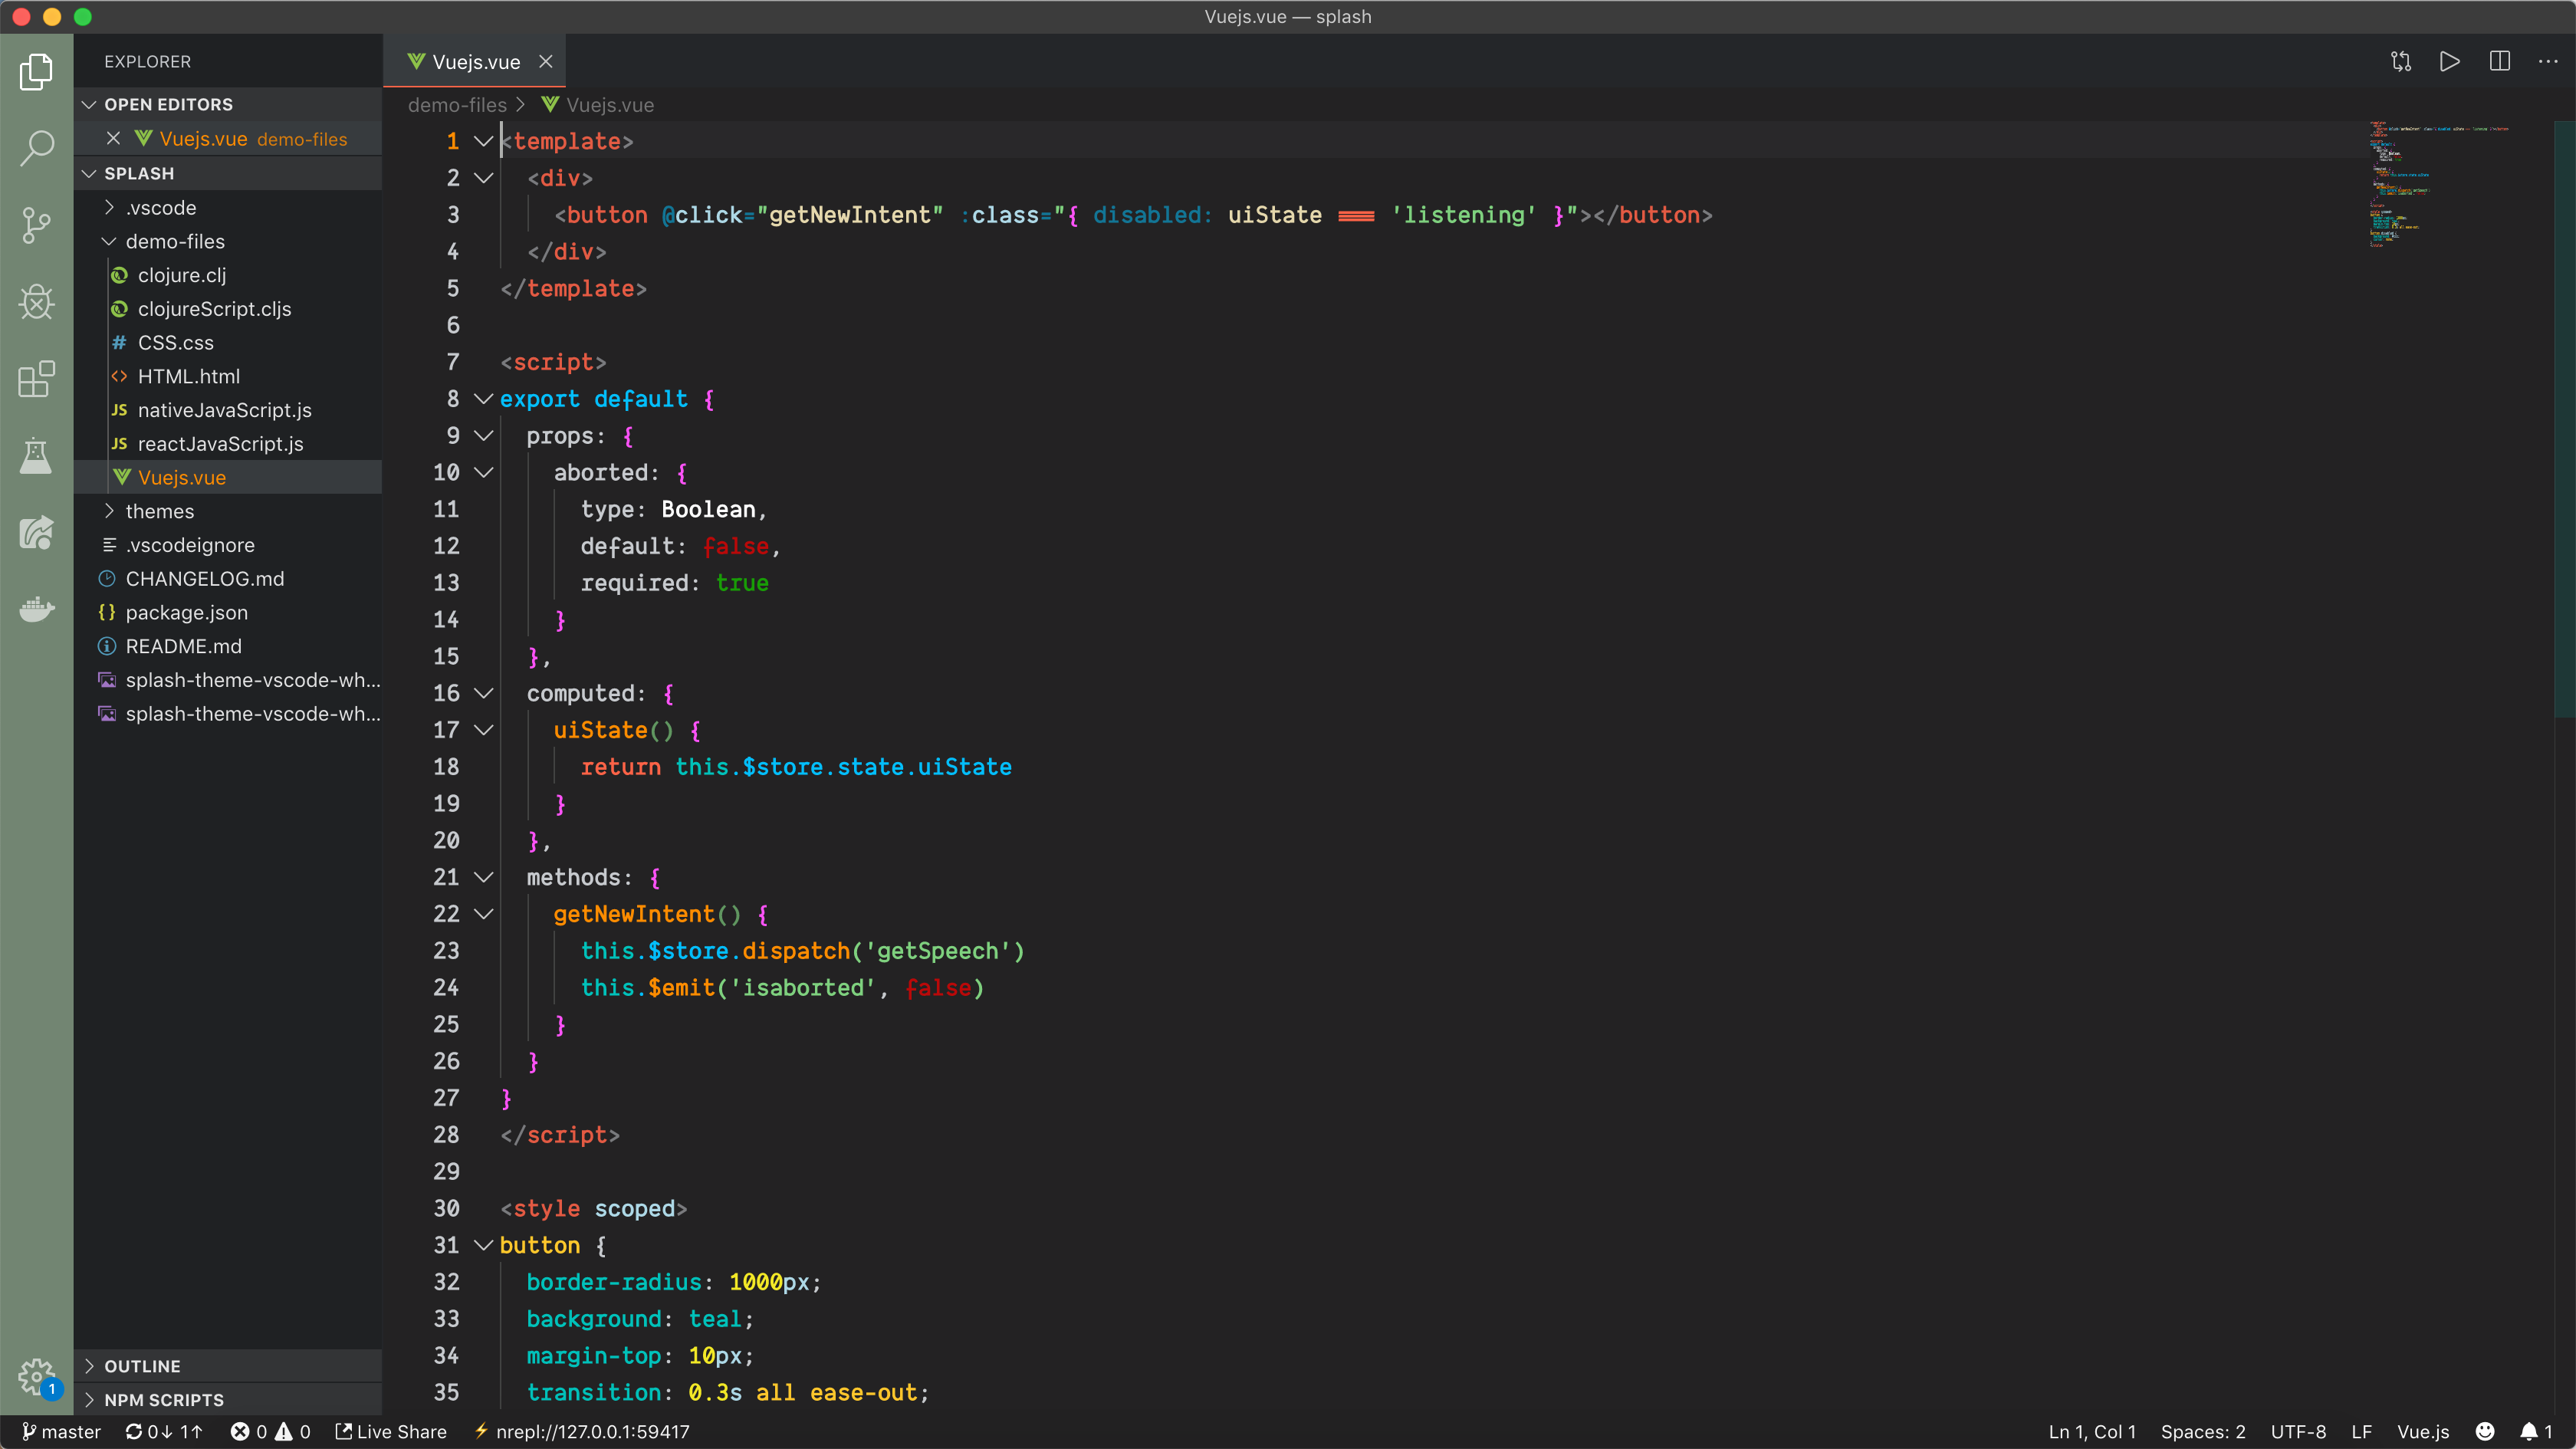 Vuejs.vue — splash
EXPLORER
OPEN EDITORS
Vuejs.vue demo-files
SPLASH
.vscode
demo-files
clojure.clj
clojureScript.cljs
CSS.css
HTML.html
JS nativeJavaScript.js
JS reactJavaScript.js
Vuejs.vue
themes
.vscodeignore
CHANGELOG.md
package.json
README.md
splash-theme-vscode-wh...
splash-theme-vscode-wh...
OUTLINE
NPM SCRIPTS
1
Vuejs.vue
demo-files > Vuejs.vue
1 <template>
2 <div>
3 <button @click="getNewIntent" :class="{ disabled: uiState === 'listening' }"></button>
4 </div>
5 </template>
6
7 <script>
8 export default {
9 props: {
10 aborted: {
11 type: Boolean,
12 default: false,
13 required: true
14 }
15 },
16 computed: {
17 uiState() {
18 return this.$store.state.uiState
19 }
20 },
21 methods: {
22 getNewIntent() {
23 this.$store.dispatch('getSpeech')
24 this.$emit('isaborted', false)
25 }
26 }
27 }
28 </script>
29
30 <style scoped>
31 button {
32 border-radius: 1000px;
33 background: teal;
34 margin-top: 10px;
35 transition: 0.3s all ease-out;
master 0↓ 1↑ 0 0 Live Share nrepl://127.0.0.1:59417 Ln 1, Col 1 Spaces: 2 UTF-8 LF Vue.js 1